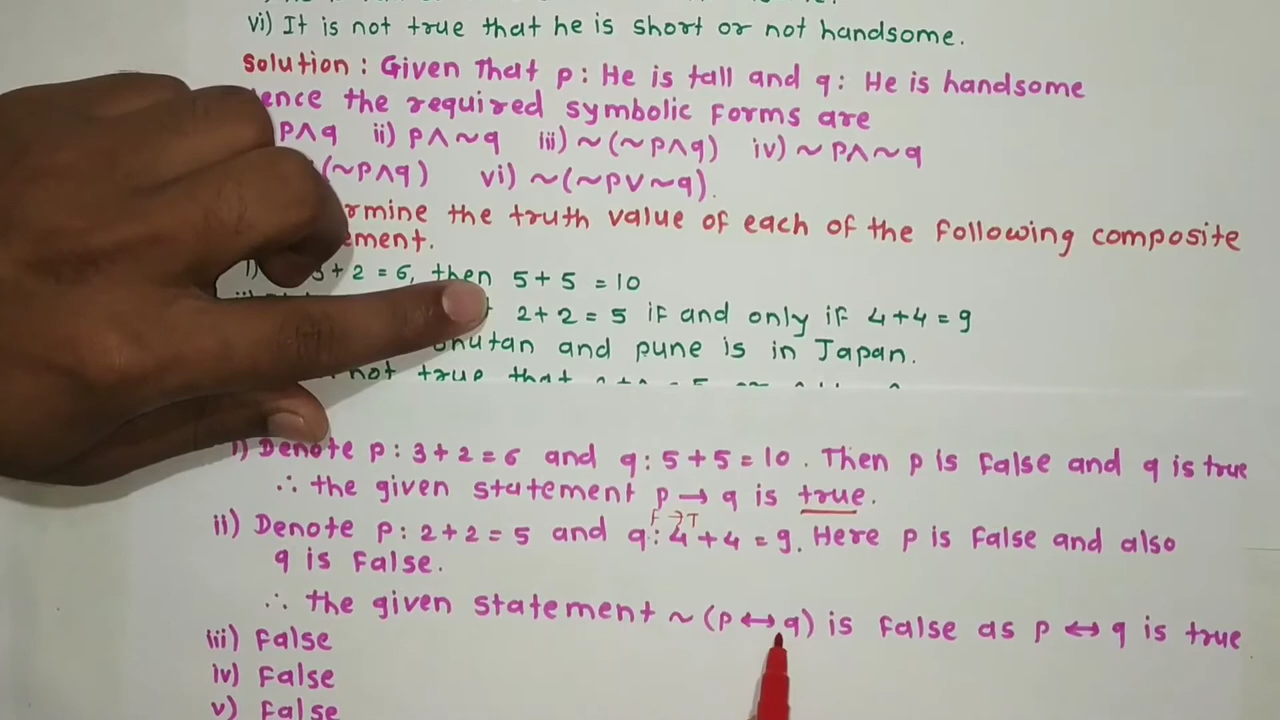 vi) It is not true that he is short or not handsome.
Solution : Given that p : He is tall and q : He is handsome
ence the required symbolic forms are
p∧q ii) p∧~q iii) ~(~p∧q) iv) ~p∧~q
(~p∧q) vi) ~(~p∨~q).
rmine the truth value of each of the following composite
ement.
3+2=6, then 5+5 =10
2+2=5 if and only if 4+4=9
hutan and pune is in Japan.
not true that
i) Denote p: 3+2=6 and q: 5+5=10. Then p is false and q is true
∴ the given statement p → q is true.
F → T
ii) Denote p: 2+2=5 and q: 4+4=9. Here p is false and also
q is false.
∴ the given statement ~(p↔q) is false as p ↔ q is true
iii) False
iv) False
v) False